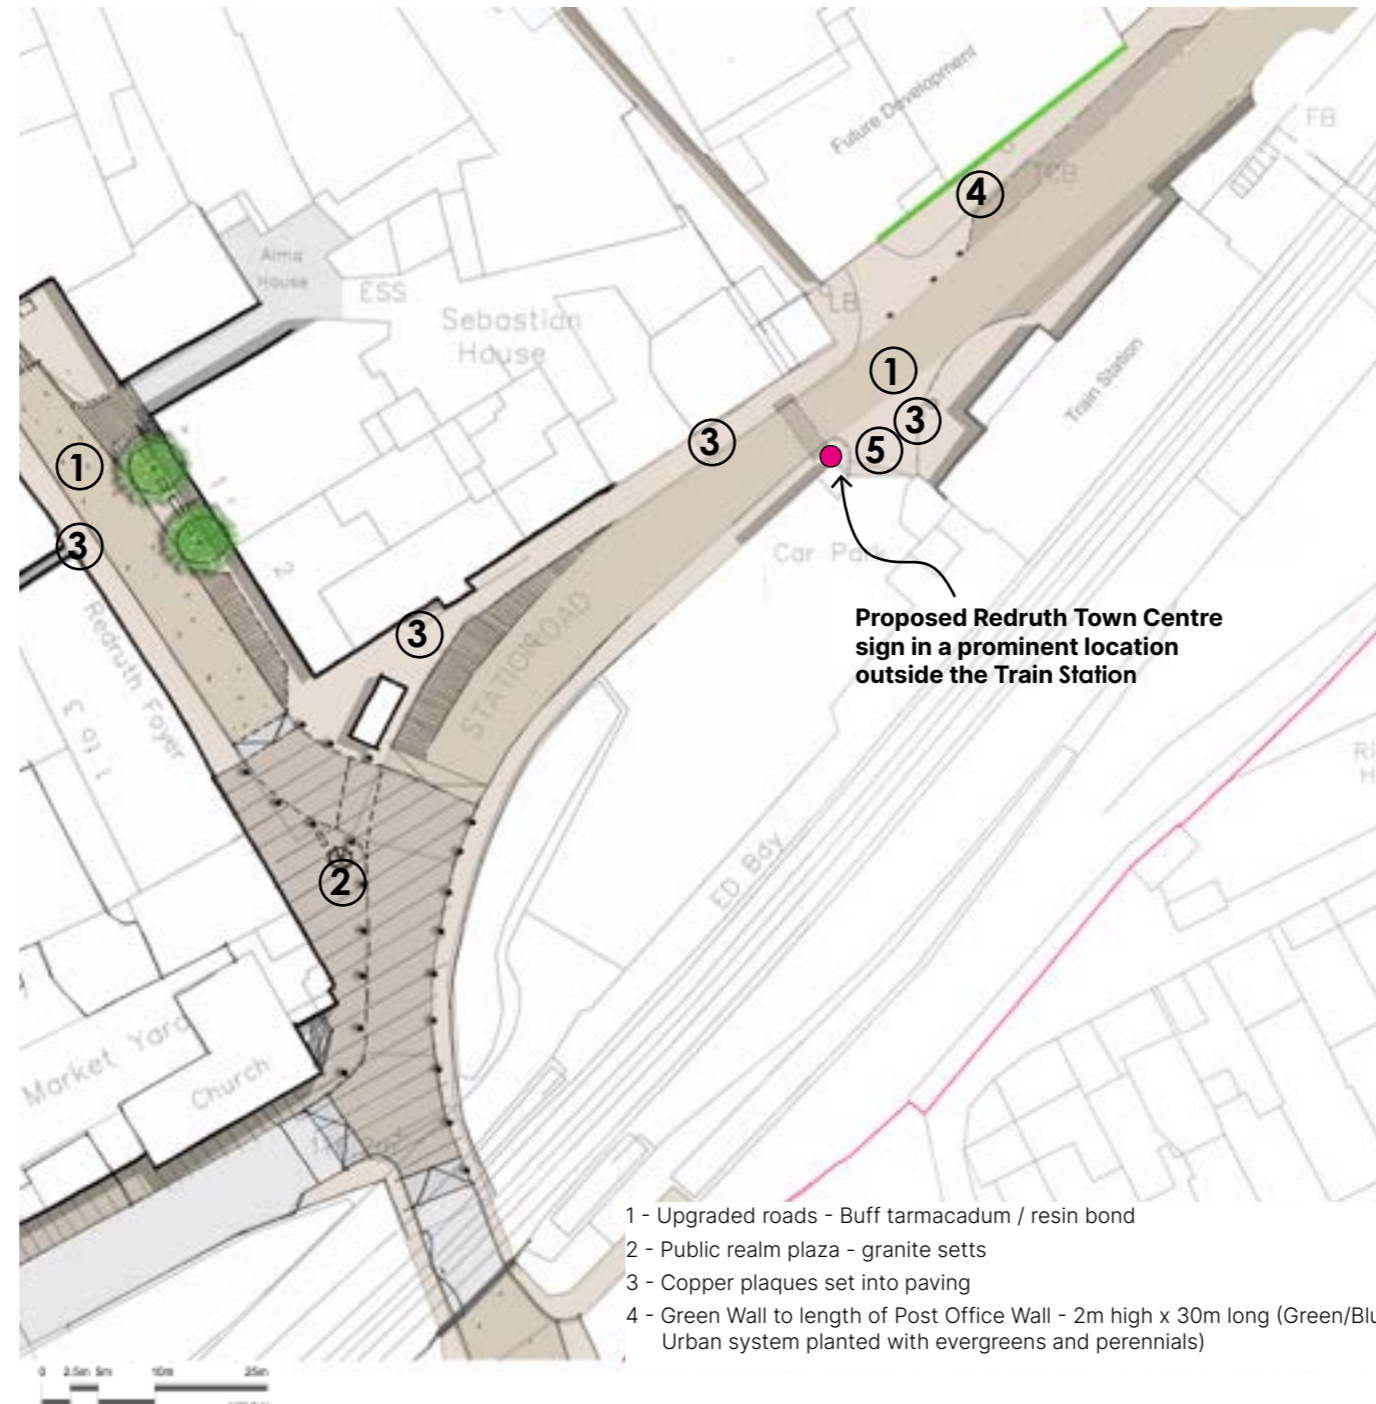 Future Development
FB
TCB
4
Alma
House
ESS
LB
Sebastian
House
1
Train Station
3
3
5
1
1
2
Car Park
3
Proposed Redruth Town Centre
sign in a prominent location
outside the Train Station
3
STATION ROAD
Redruth Foyer
1 to 3
ED Bdy
2
Market Yard
Church
1 - Upgraded roads - Buff tarmacadum / resin bond
2 - Public realm plaza - granite setts
3 - Copper plaques set into paving
4 - Green Wall to length of Post Office Wall - 2m high x 30m long (Green/Blu
Urban system planted with evergreens and perennials)
0 2.5m 5m 10m 25m